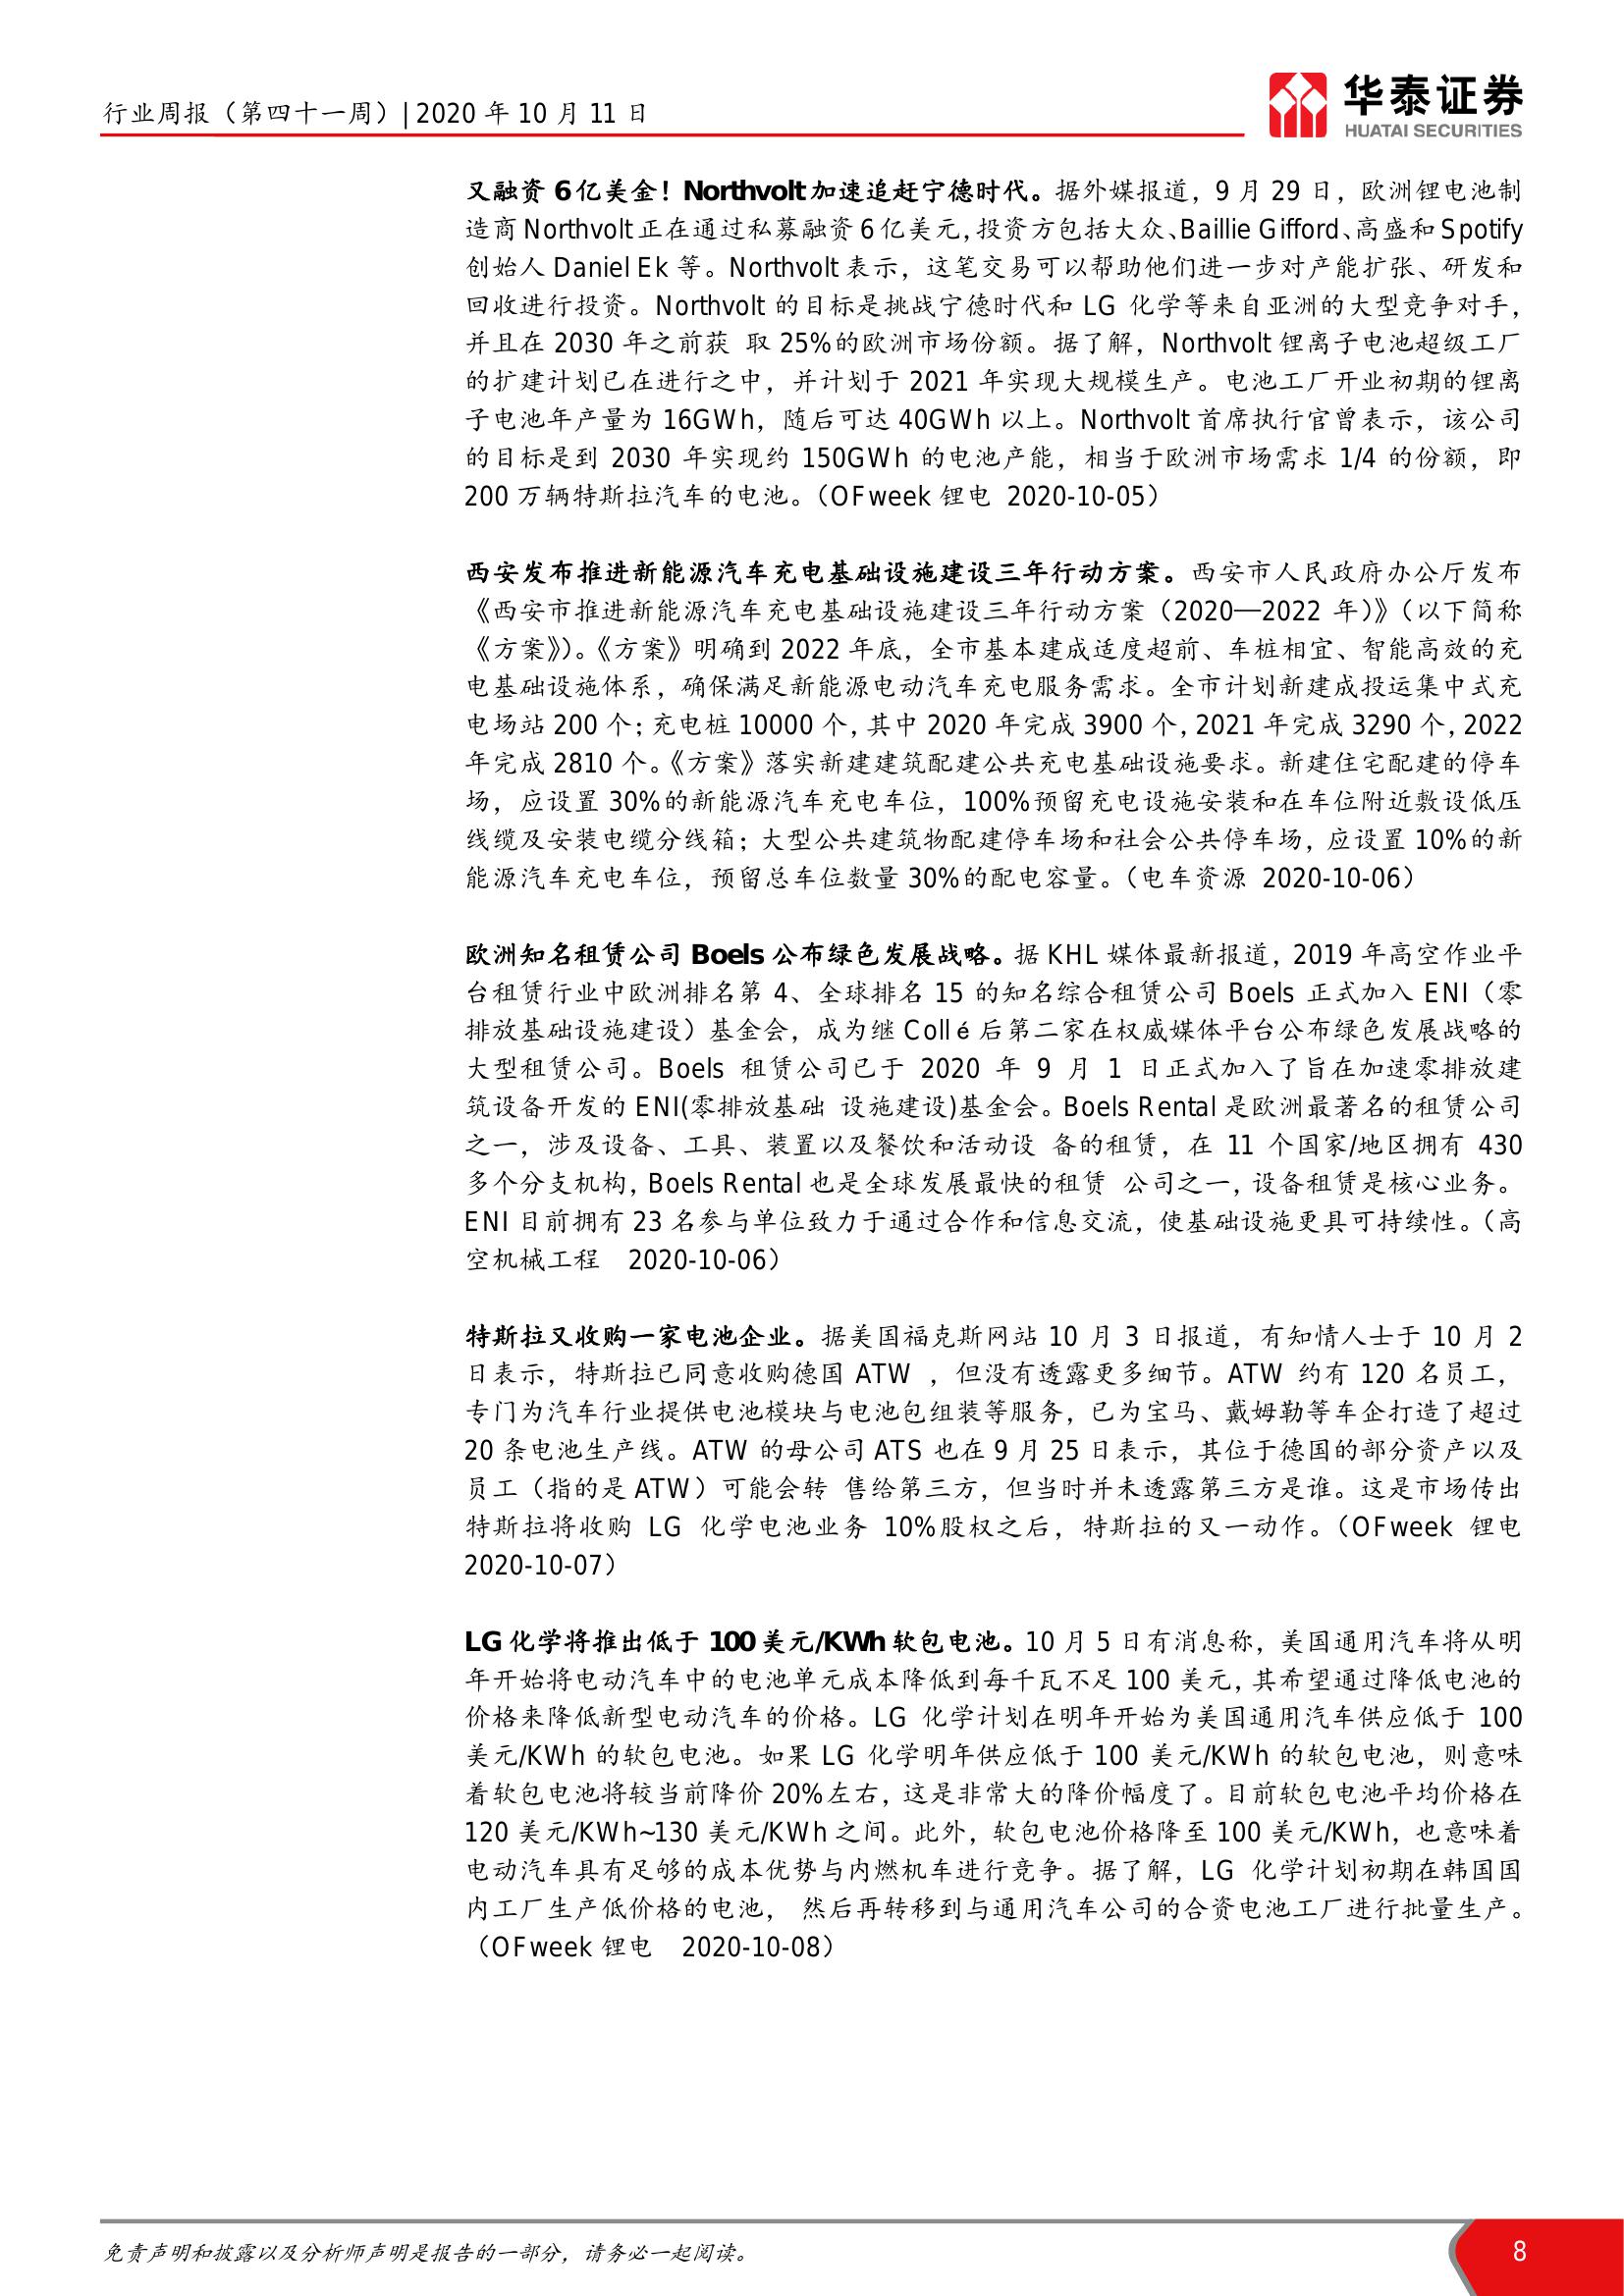 行业周报（第四十一周）| 2020 年 10 月 11 日
华泰证券
HUATAI SECURITIES
又融资 6 亿美金！Northvolt 加速追赶宁德时代。据外媒报道，9 月 29 日，欧洲锂电池制
造商 Northvolt 正在通过私募融资 6 亿美元，投资方包括大众、Baillie Gifford、高盛和 Spotify
创始人 Daniel Ek 等。Northvolt 表示，这笔交易可以帮助他们进一步对产能扩张、研发和
回收进行投资。Northvolt 的目标是挑战宁德时代和 LG 化学等来自亚洲的大型竞争对手，
并且在 2030 年之前获 取 25%的欧洲市场份额。据了解，Northvolt 锂离子电池超级工厂
的扩建计划已在进行之中，并计划于 2021 年实现大规模生产。电池工厂开业初期的锂离
子电池年产量为 16GWh，随后可达 40GWh 以上。Northvolt 首席执行官曾表示，该公司
的目标是到 2030 年实现约 150GWh 的电池产能，相当于欧洲市场需求 1/4 的份额，即
200 万辆特斯拉汽车的电池。（OFweek 锂电 2020-10-05）
西安发布推进新能源汽车充电基础设施建设三年行动方案。西安市人民政府办公厅发布
《西安市推进新能源汽车充电基础设施建设三年行动方案（2020—2022 年）》（以下简称
《方案》）。《方案》明确到 2022 年底，全市基本建成适度超前、车桩相宜、智能高效的充
电基础设施体系，确保满足新能源电动汽车充电服务需求。全市计划新建成投运集中式充
电场站 200 个；充电桩 10000 个，其中 2020 年完成 3900 个，2021 年完成 3290 个，2022
年完成 2810 个。《方案》落实新建建筑配建公共充电基础设施要求。新建住宅配建的停车
场，应设置 30%的新能源汽车充电车位，100%预留充电设施安装和在车位附近敷设低压
线缆及安装电缆分线箱；大型公共建筑物配建停车场和社会公共停车场，应设置 10%的新
能源汽车充电车位，预留总车位数量 30%的配电容量。（电车资源 2020-10-06）
欧洲知名租赁公司 Boels 公布绿色发展战略。据 KHL 媒体最新报道，2019 年高空作业平
台租赁行业中欧洲排名第 4、全球排名 15 的知名综合租赁公司 Boels 正式加入 ENI（零
排放基础设施建设）基金会，成为继 Collé 后第二家在权威媒体平台公布绿色发展战略的
大型租赁公司。Boels 租赁公司已于 2020 年 9 月 1 日正式加入了旨在加速零排放建
筑设备开发的 ENI(零排放基础 设施建设)基金会。Boels Rental 是欧洲最著名的租赁公司
之一，涉及设备、工具、装置以及餐饮和活动设 备的租赁，在 11 个国家/地区拥有 430
多个分支机构，Boels Rental 也是全球发展最快的租赁 公司之一，设备租赁是核心业务。
ENI 目前拥有 23 名参与单位致力于通过合作和信息交流，使基础设施更具可持续性。（高
空机械工程 2020-10-06）
特斯拉又收购一家电池企业。据美国福克斯网站 10 月 3 日报道，有知情人士于 10 月 2
日表示，特斯拉已同意收购德国 ATW ，但没有透露更多细节。ATW 约有 120 名员工，
专门为汽车行业提供电池模块与电池包组装等服务，已为宝马、戴姆勒等车企打造了超过
20 条电池生产线。ATW 的母公司 ATS 也在 9 月 25 日表示，其位于德国的部分资产以及
员工（指的是 ATW）可能会转 售给第三方，但当时并未透露第三方是谁。这是市场传出
特斯拉将收购 LG 化学电池业务 10%股权之后，特斯拉的又一动作。（OFweek 锂电
2020-10-07）
LG 化学将推出低于 100 美元/KWh 软包电池。10 月 5 日有消息称，美国通用汽车将从明
年开始将电动汽车中的电池单元成本降低到每千瓦不足 100 美元，其希望通过降低电池的
价格来降低新型电动汽车的价格。LG 化学计划在明年开始为美国通用汽车供应低于 100
美元/KWh 的软包电池。如果 LG 化学明年供应低于 100 美元/KWh 的软包电池，则意味
着软包电池将较当前降价 20%左右，这是非常大的降价幅度了。目前软包电池平均价格在
120 美元/KWh~130 美元/KWh 之间。此外，软包电池价格降至 100 美元/KWh，也意味着
电动汽车具有足够的成本优势与内燃机车进行竞争。据了解，LG 化学计划初期在韩国国
内工厂生产低价格的电池， 然后再转移到与通用汽车公司的合资电池工厂进行批量生产。
（OFweek 锂电 2020-10-08）
免责声明和披露以及分析师声明是报告的一部分，请务必一起阅读。
8